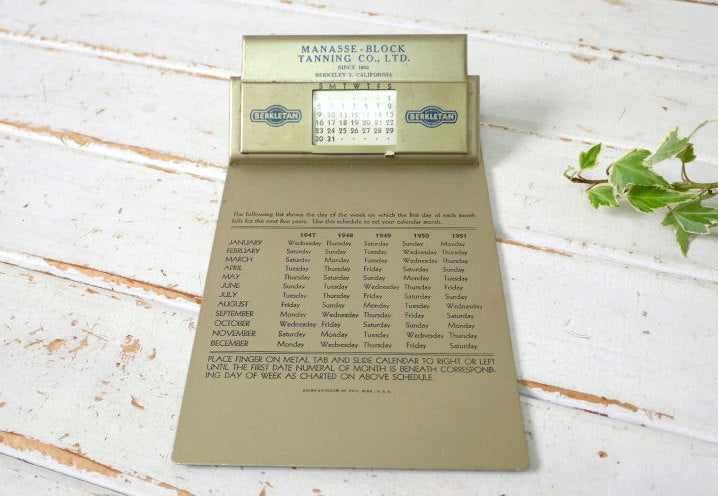 MANASSE-BLOCK
TANNING CO., LTD.
SINCE 1900
BERKELEY 2, CALIFORNIA
S M T W T F S
BERKLETAN
BERKLETAN
1
2 3 4 5 6 7 8
9 10 11 12 13 14 15
16 17 18 19 20 21 22
23 24 25 26 27 28 29
30 31
The following list shows the day of the week on which the first day of each month
falls for the next five years. Use this schedule to set your calendar month.
1947 1948 1949 1950 1951
JANUARY Wednesday Thursday Saturday Sunday Monday
FEBRUARY Saturday Sunday Tuesday Wednesday Thursday
MARCH Saturday Monday Tuesday Wednesday Thursday
APRIL Tuesday Thursday Friday Saturday Sunday
MAY Thursday Saturday Sunday Monday Tuesday
JUNE Sunday Tuesday Wednesday Thursday Friday
JULY Tuesday Thursday Friday Saturday Sunday
AUGUST Friday Sunday Monday Tuesday Wednesday
SEPTEMBER Monday Wednesday Thursday Friday Saturday
OCTOBER Wednesday Friday Saturday Sunday Monday
NOVEMBER Saturday Monday Tuesday Wednesday Thursday
DECEMBER Monday Wednesday Thursday Friday Saturday
PLACE FINGER ON METAL TAB AND SLIDE CALENDAR TO RIGHT OR LEFT
UNTIL THE FIRST DATE NUMERAL OF MONTH IS BENEATH CORRESPOND-
ING DAY OF WEEK AS CHARTED ON ABOVE SCHEDULE.
BROWN & BIGELOW, ST. PAUL, MINN., U.S.A.